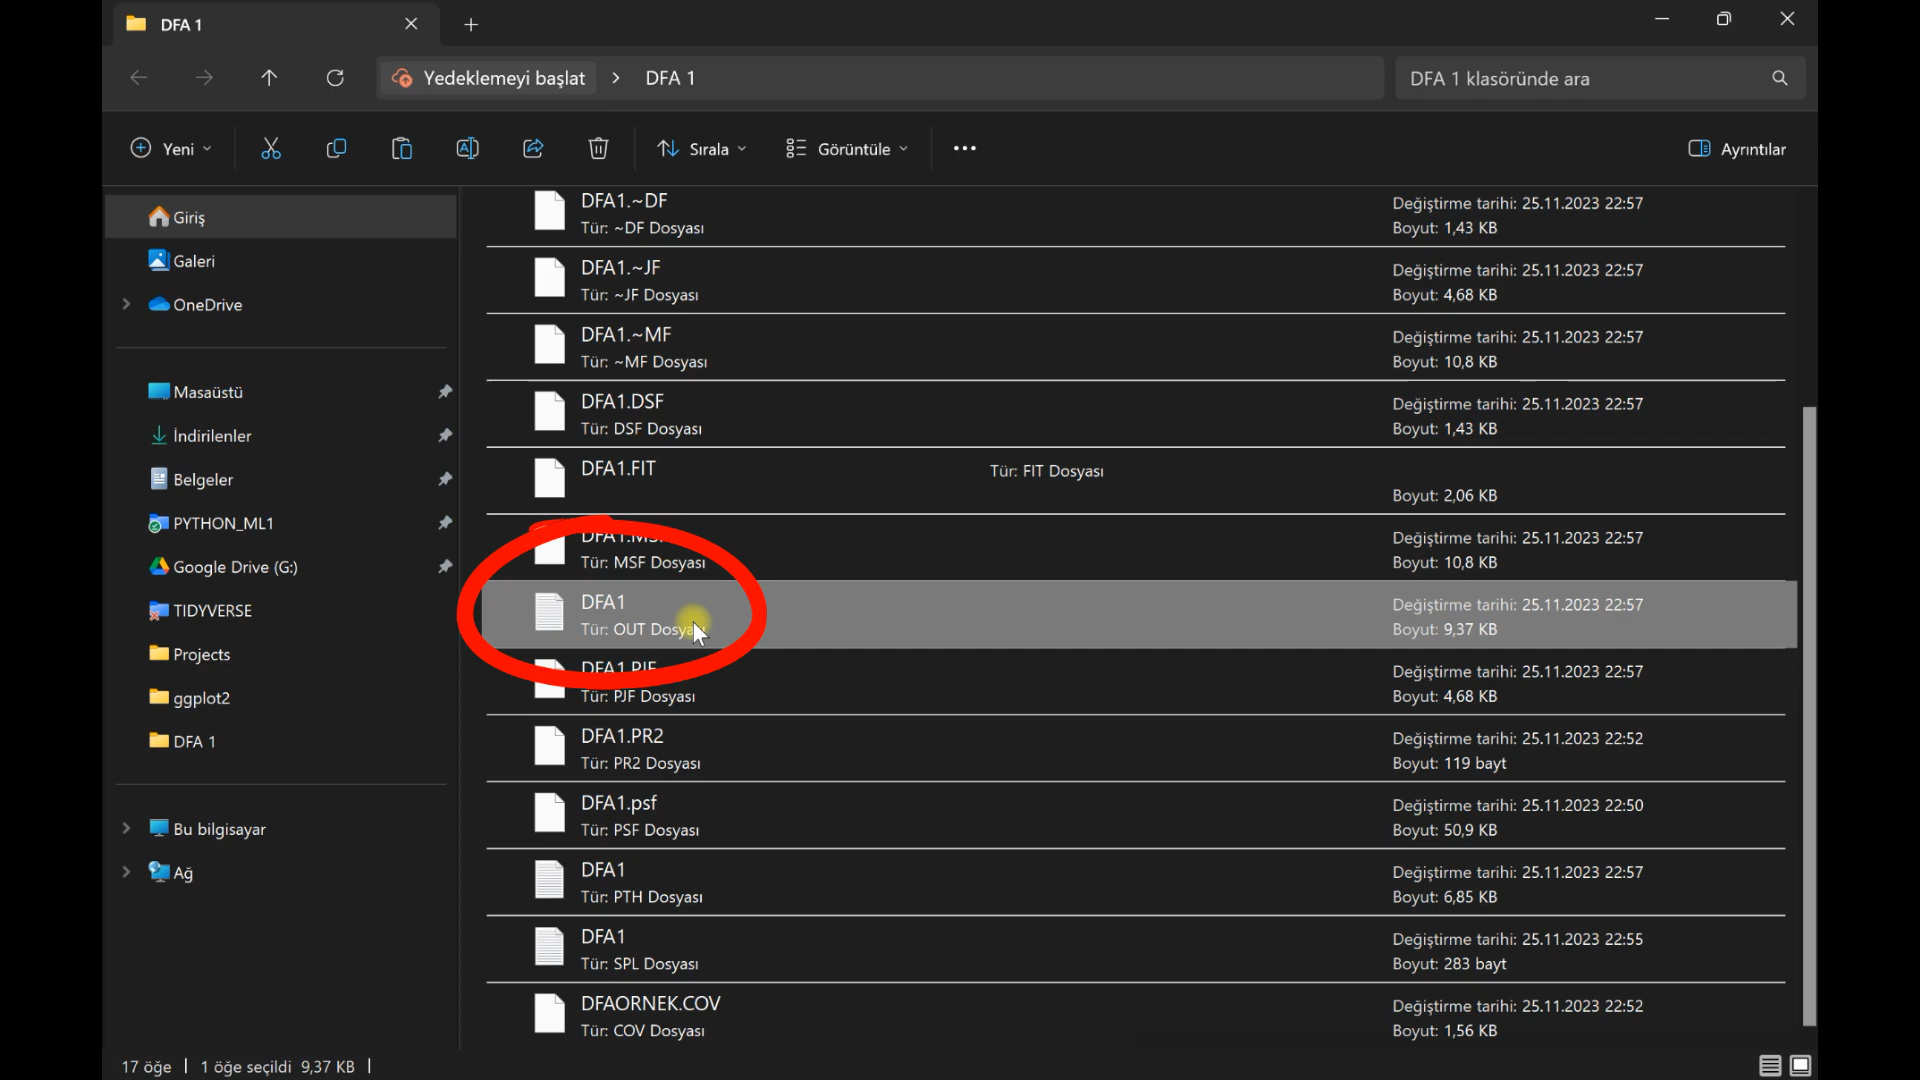 DFA 1
Yedeklemeyi başlat > DFA 1
DFA 1 klasöründe ara
Yeni
Sırala
Görüntüle
Ayrıntılar
Giriş
Galeri
OneDrive
Masaüstü
İndirilenler
Belgeler
PYTHON_ML1
Google Drive (G:)
TIDYVERSE
Projects
ggplot2
DFA 1
Bu bilgisayar
Ağ
DFA1.~DF
Tür: ~DF Dosyası
Değiştirme tarihi: 25.11.2023 22:57
Boyut: 1,43 KB
DFA1.~JF
Tür: ~JF Dosyası
Değiştirme tarihi: 25.11.2023 22:57
Boyut: 4,68 KB
DFA1.~MF
Tür: ~MF Dosyası
Değiştirme tarihi: 25.11.2023 22:57
Boyut: 10,8 KB
DFA1.DSF
Tür: DSF Dosyası
Değiştirme tarihi: 25.11.2023 22:57
Boyut: 1,43 KB
DFA1.FIT
Tür: FIT Dosyası
Boyut: 2,06 KB
Tür: MSF Dosyası
Değiştirme tarihi: 25.11.2023 22:57
Boyut: 10,8 KB
DFA1
Tür: OUT Dosyası
Değiştirme tarihi: 25.11.2023 22:57
Boyut: 9,37 KB
DFA1.PJF
Tür: PJF Dosyası
Değiştirme tarihi: 25.11.2023 22:57
Boyut: 4,68 KB
DFA1.PR2
Tür: PR2 Dosyası
Değiştirme tarihi: 25.11.2023 22:52
Boyut: 119 bayt
DFA1.psf
Tür: PSF Dosyası
Değiştirme tarihi: 25.11.2023 22:50
Boyut: 50,9 KB
DFA1
Tür: PTH Dosyası
Değiştirme tarihi: 25.11.2023 22:57
Boyut: 6,85 KB
DFA1
Tür: SPL Dosyası
Değiştirme tarihi: 25.11.2023 22:55
Boyut: 283 bayt
DFAORNEK.COV
Tür: COV Dosyası
Değiştirme tarihi: 25.11.2023 22:52
Boyut: 1,56 KB
17 öğe | 1 öğe seçildi 9,37 KB |